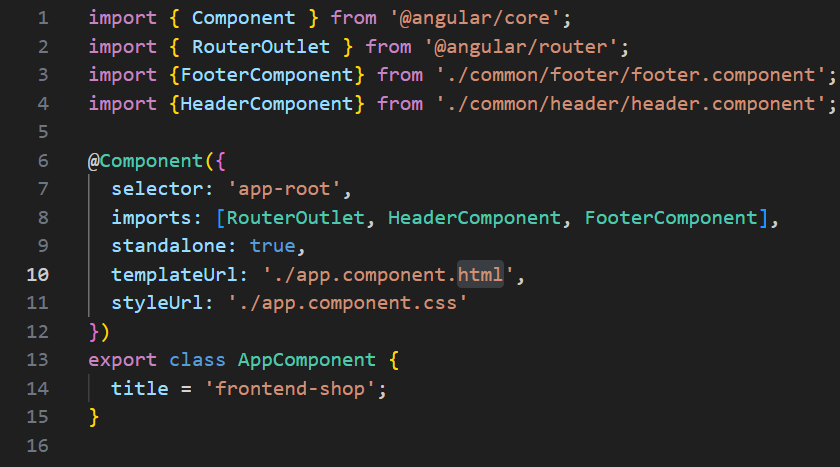 1 import { Component } from '@angular/core';
2 import { RouterOutlet } from '@angular/router';
3 import {FooterComponent} from './common/footer/footer.component';
4 import {HeaderComponent} from './common/header/header.component';
5
6 @Component({
7   selector: 'app-root',
8   imports: [RouterOutlet, HeaderComponent, FooterComponent],
9   standalone: true,
10   templateUrl: './app.component.html',
11   styleUrl: './app.component.css'
12 })
13 export class AppComponent {
14   title = 'frontend-shop';
15 }
16